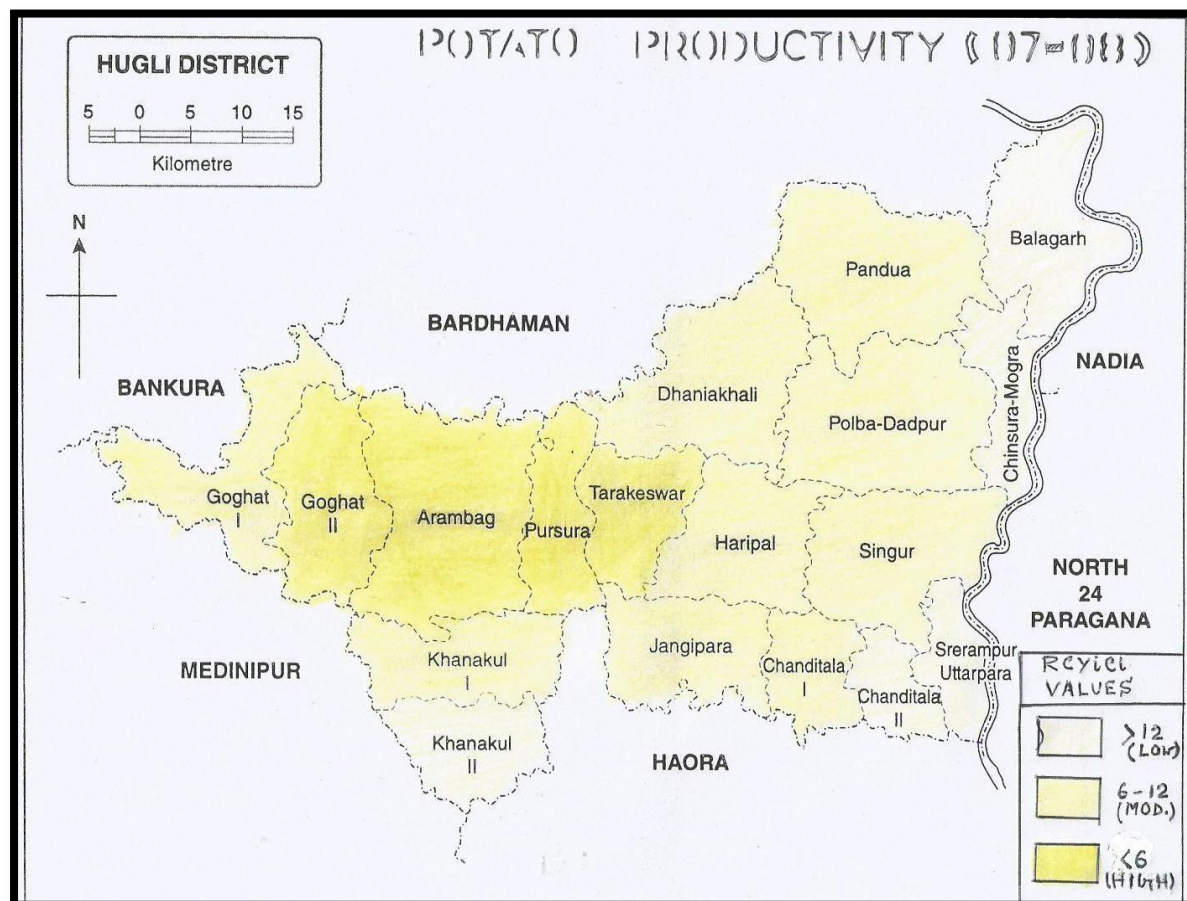 POTATO PRODUCTIVITY (07-08)
HUGLI DISTRICT
5 0 5 10 15
Kilometre
N
Balagarh
Pandua
BARDHAMAN
NADIA
BANKURA
Dhaniakhali
Chinsura-Mogra
Polba-Dadpur
Goghat
I
Goghat
II
Arambag
Pursura
Tarakeswar
Haripal
Singur
NORTH
24
PARAGANA
MEDINIPUR
Khanakul
I
Jangipara
Chanditala
I
Srerampur
Uttarpara
Chanditala
II
Khanakul
II
HAORA
VALUES
>12
(LOW)
6-12
(MOD.)
<6
(HIGH)